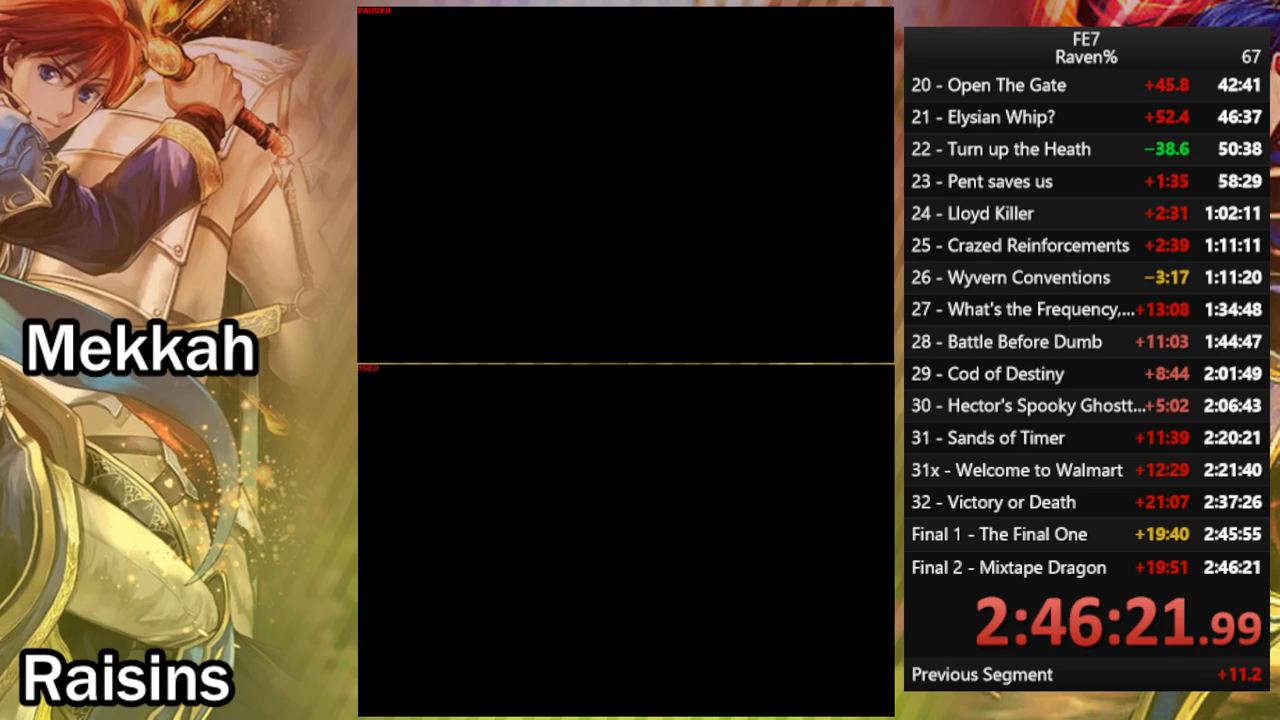 PAUSED
Mekkah
USED
Raisins
FE7
Raven% 67
20 - Open The Gate +45.8 42:41
21 - Elysian Whip? +52.4 46:37
22 - Turn up the Heath −38.6 50:38
23 - Pent saves us +1:35 58:29
24 - Lloyd Killer +2:31 1:02:11
25 - Crazed Reinforcements +2:39 1:11:11
26 - Wyvern Conventions −3:17 1:11:20
27 - What's the Frequency,... +13:08 1:34:48
28 - Battle Before Dumb +11:03 1:44:47
29 - Cod of Destiny +8:44 2:01:49
30 - Hector's Spooky Ghostt... +5:02 2:06:43
31 - Sands of Timer +11:39 2:20:21
31x - Welcome to Walmart +12:29 2:21:40
32 - Victory or Death +21:07 2:37:26
Final 1 - The Final One +19:40 2:45:55
Final 2 - Mixtape Dragon +19:51 2:46:21
2:46:21.99
Previous Segment +11.2